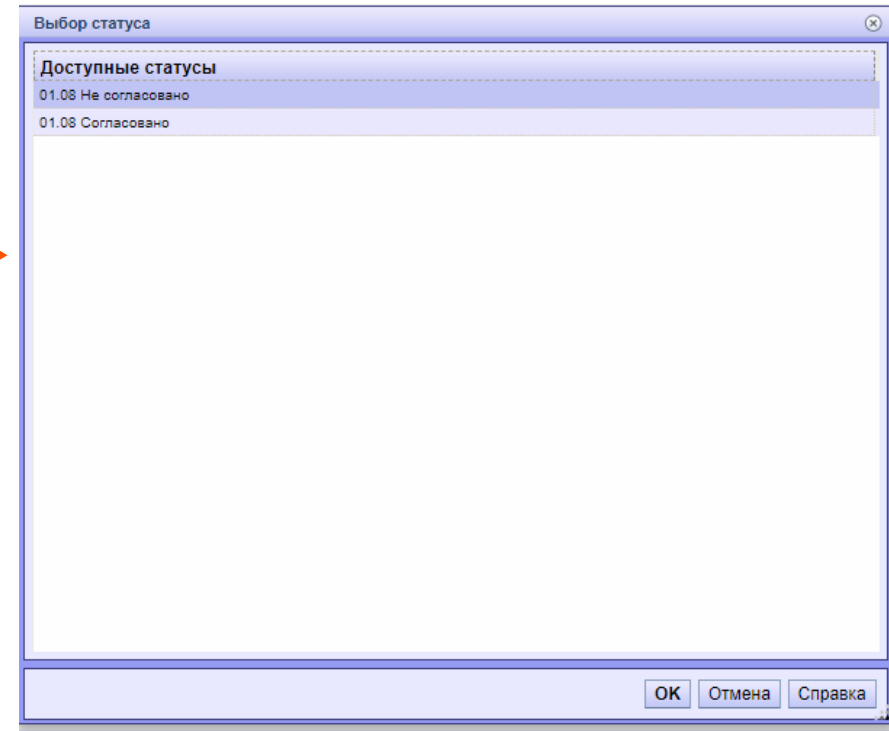 Выбор статуса
Доступные статусы
01.08 Не согласовано
01.08 Согласовано
OK Отмена Справка